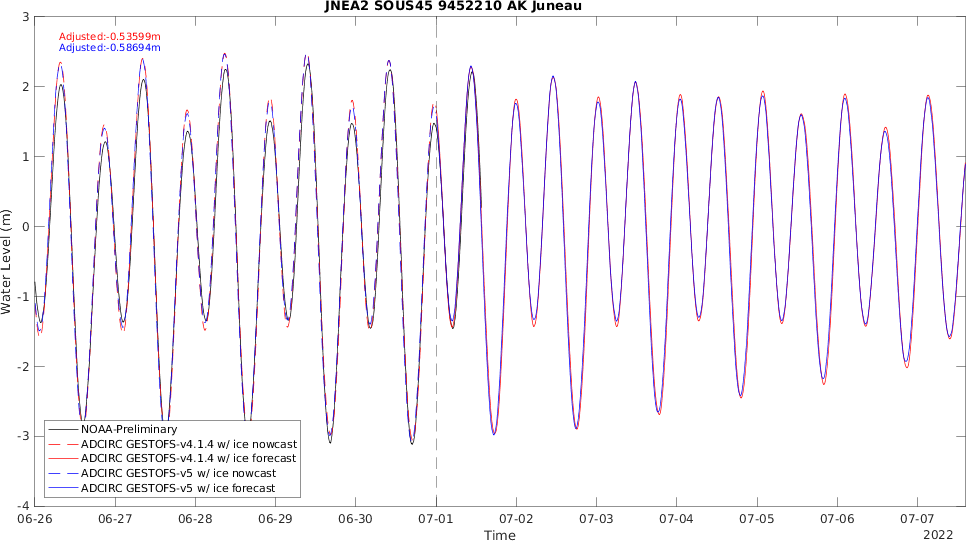 JNEA2 SOUS45 9452210 AK Juneau
Adjusted:-0.53599m
Adjusted:-0.58694m
3
2
1
0
-1
-2
-3
-4
Water Level (m)
NOAA-Preliminary
ADCIRC GESTOFS-v4.1.4 w/ ice nowcast
ADCIRC GESTOFS-v4.1.4 w/ ice forecast
ADCIRC GESTOFS-v5 w/ ice nowcast
ADCIRC GESTOFS-v5 w/ ice forecast
06-26 06-27 06-28 06-29 06-30 07-01 07-02 07-03 07-04 07-05 07-06 07-07
Time
2022